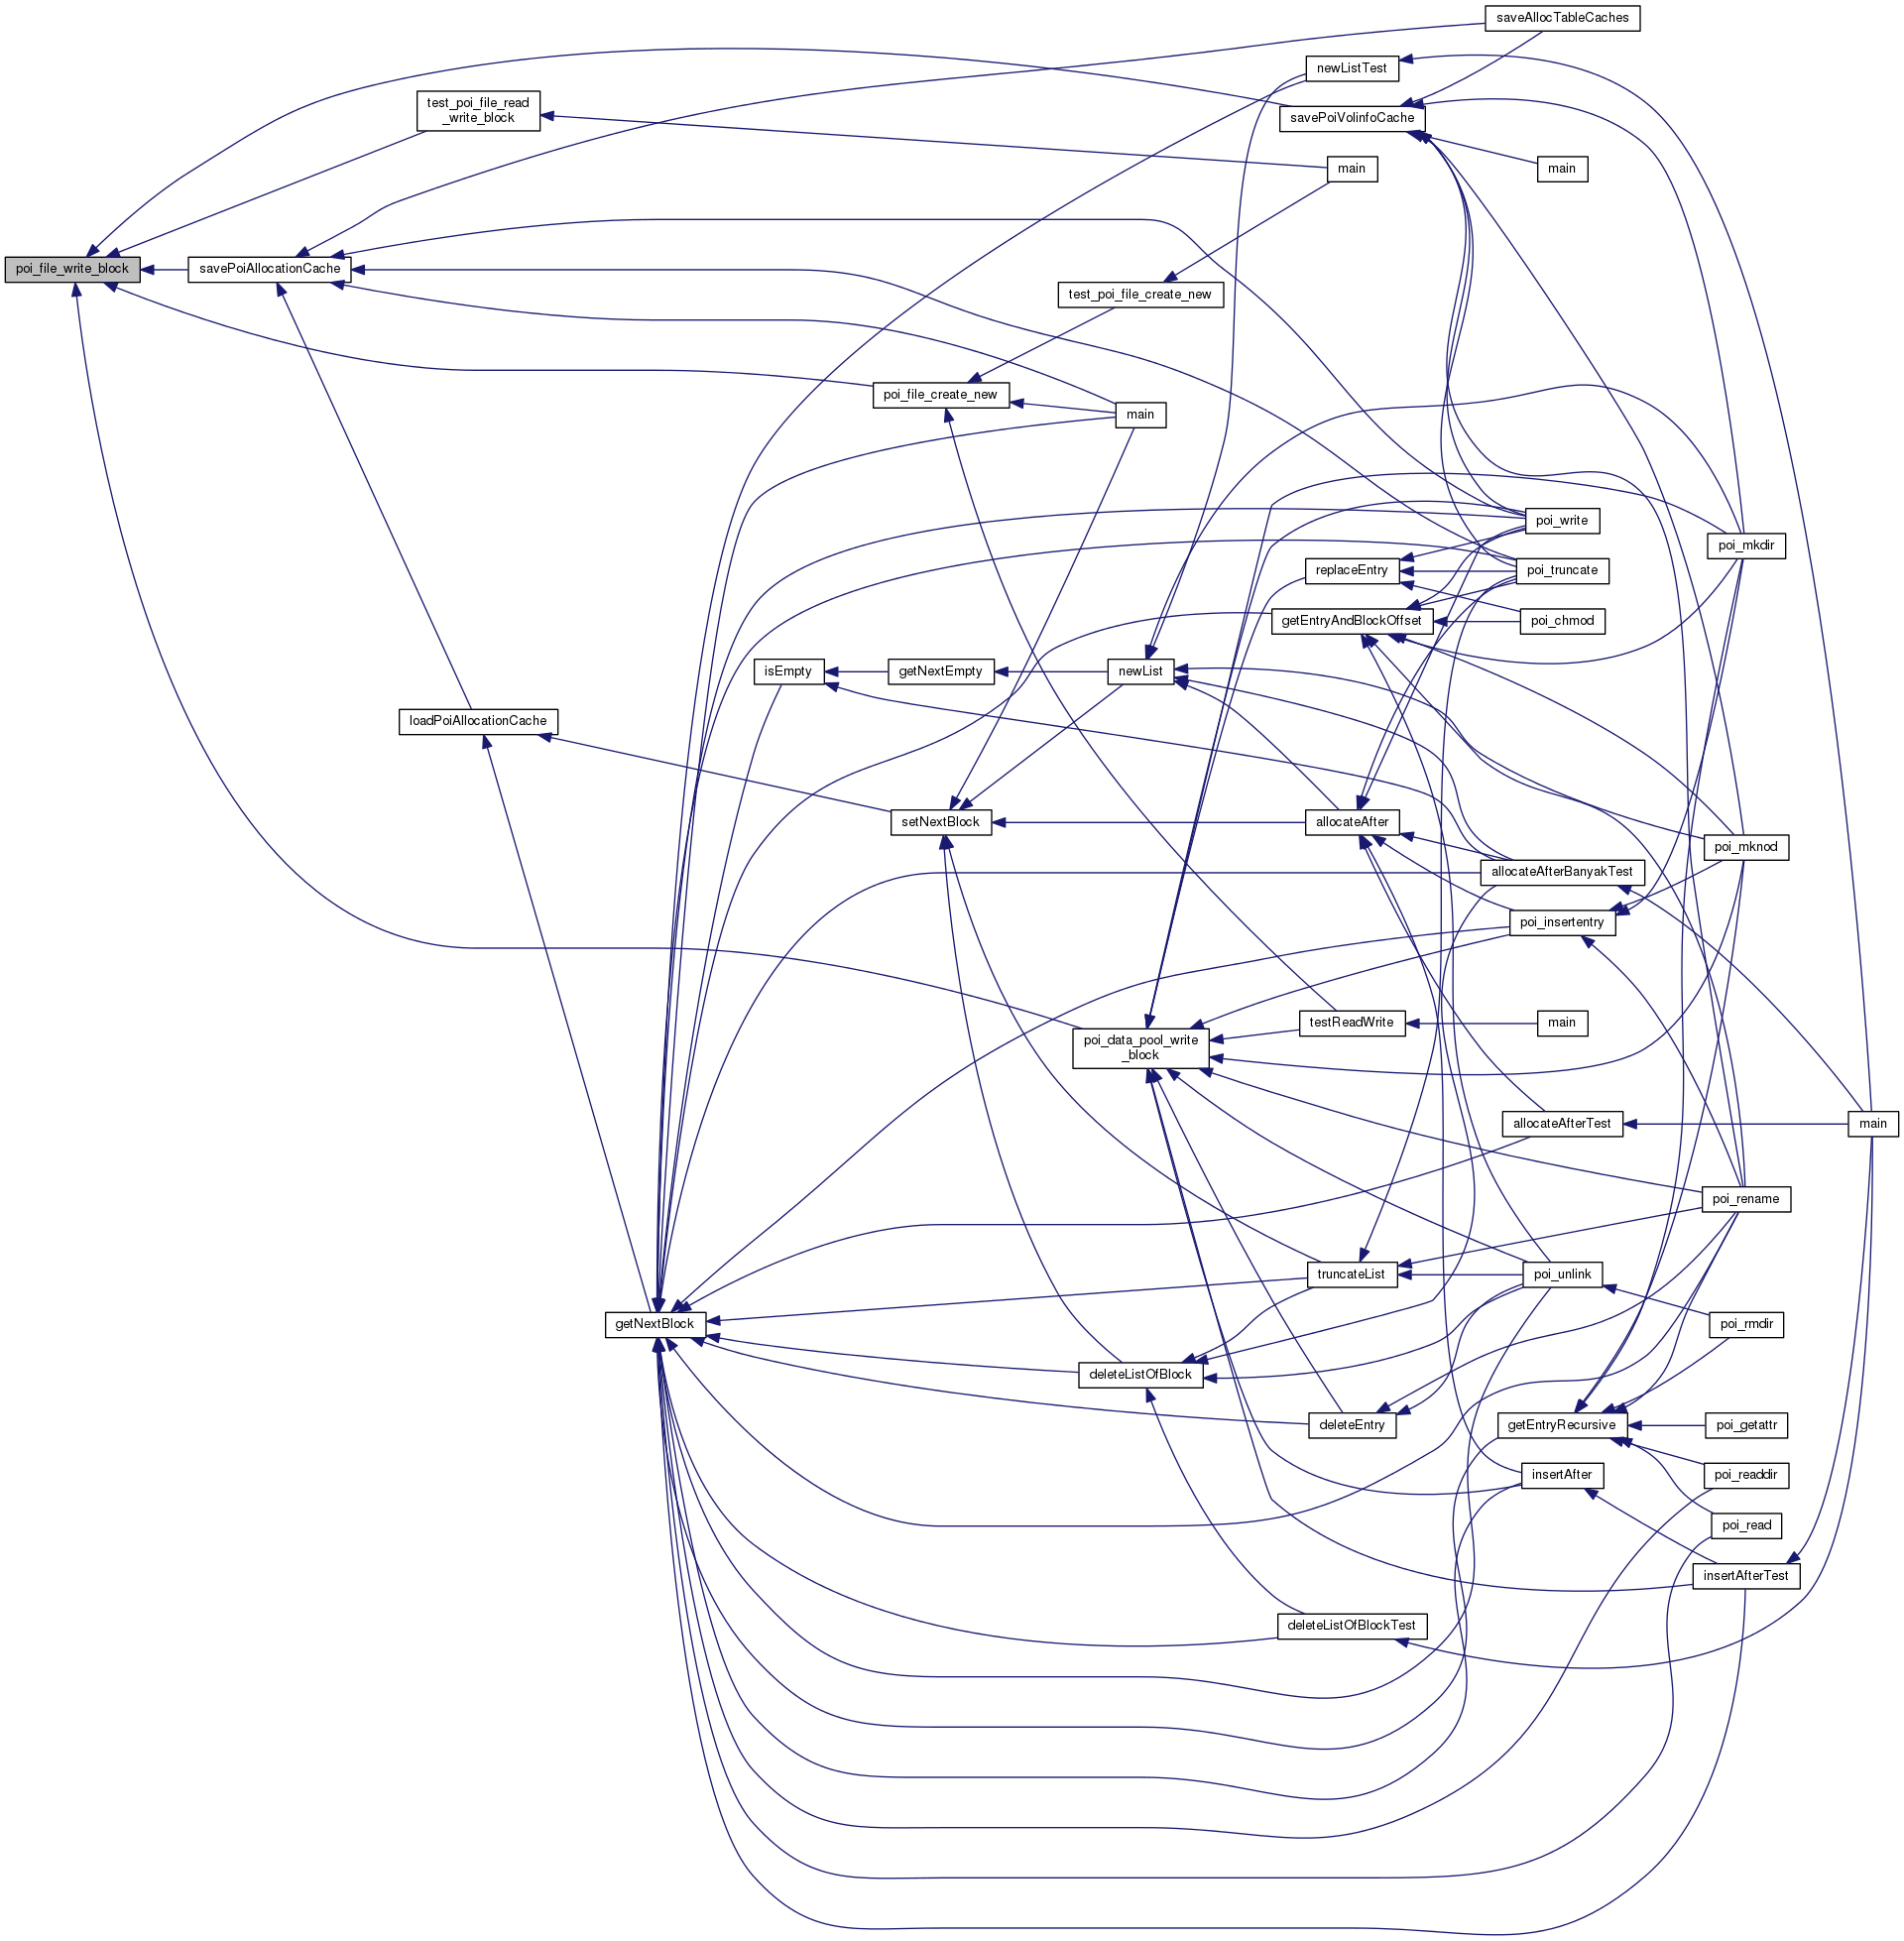 saveAllocTableCaches
newListTest
test_poi_file_read
_write_block
savePoiVolinfoCache
main
main
poi_file_write_block
savePoiAllocationCache
test_poi_file_create_new
poi_file_create_new
main
poi_write
poi_mkdir
replaceEntry
poi_truncate
getEntryAndBlockOffset
poi_chmod
isEmpty
getNextEmpty
newList
loadPoiAllocationCache
setNextBlock
allocateAfter
poi_mknod
allocateAfterBanyakTest
poi_insertentry
testReadWrite
main
poi_data_pool_write
_block
allocateAfterTest
main
poi_rename
truncateList
poi_unlink
getNextBlock
poi_rmdir
deleteListOfBlock
deleteEntry
getEntryRecursive
poi_getattr
insertAfter
poi_readdir
poi_read
insertAfterTest
deleteListOfBlockTest